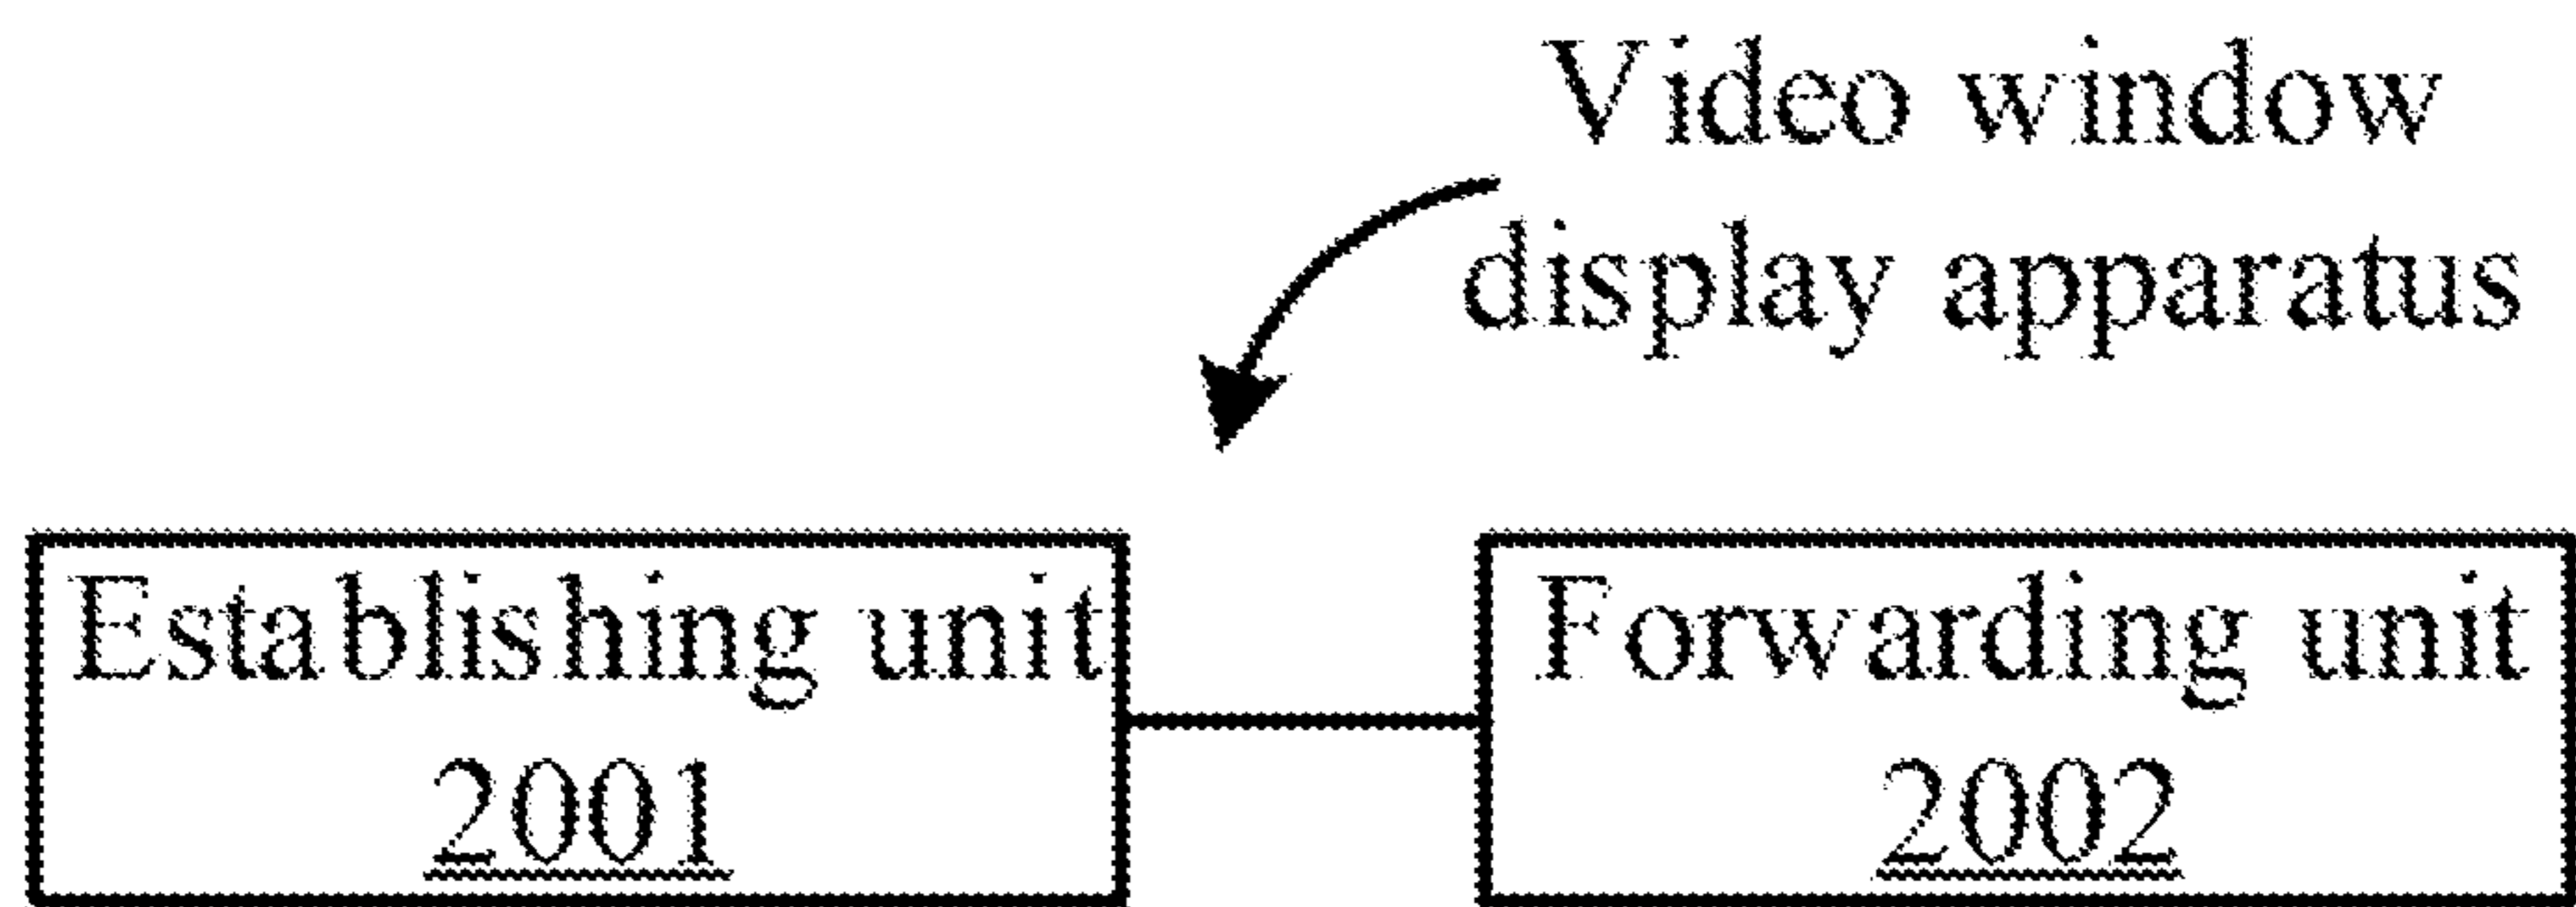 Video window
display apparatus
Establishing unit
2001
Forwarding unit
2002